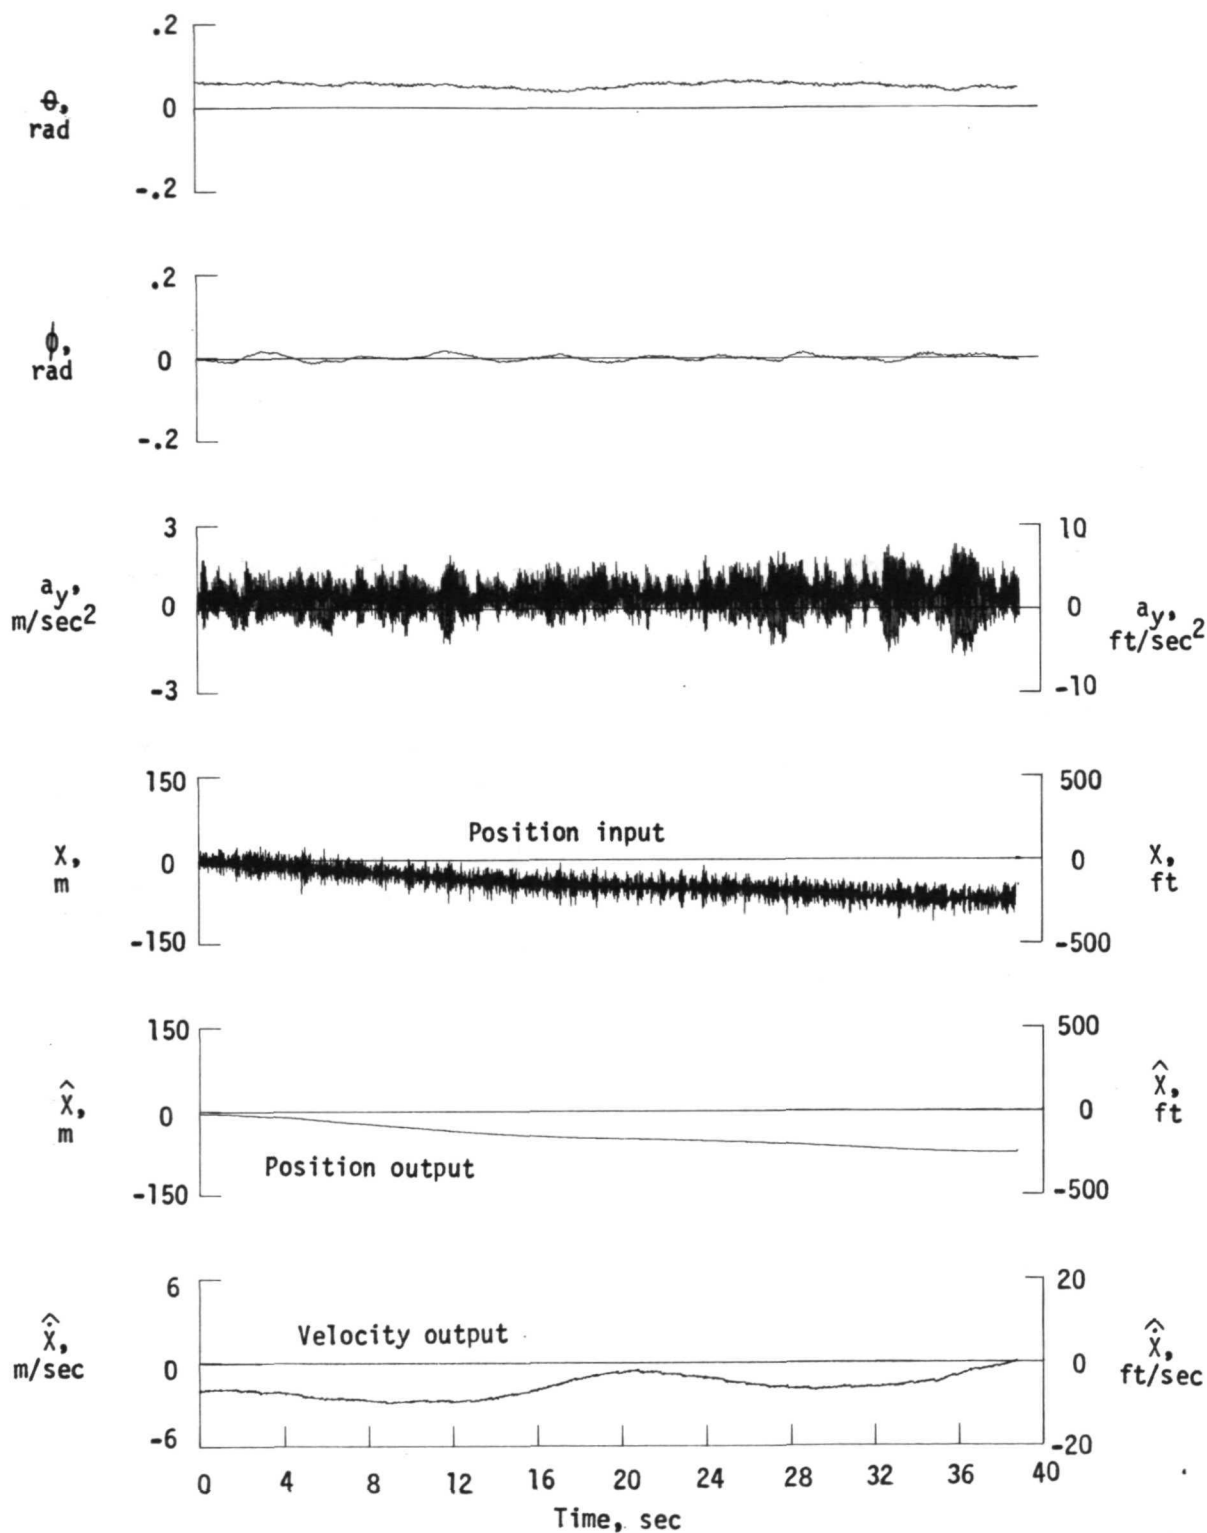 .2
θ,
rad
0
-.2
.2
ϕ,
rad
0
-.2
3
10
a_y,
m/sec²
0
0
a_y,
ft/sec²
-3
-10
150
500
Position input
X,
m
0
0
X,
ft
-150
-500
150
500
X̂,
m
0
0
X̂,
ft
Position output
-150
-500
6
20
Velocity output
Ẋ̂,
m/sec
0
0
Ẋ̂,
ft/sec
-6
-20
0 4 8 12 16 20 24 28 32 36 40
Time, sec